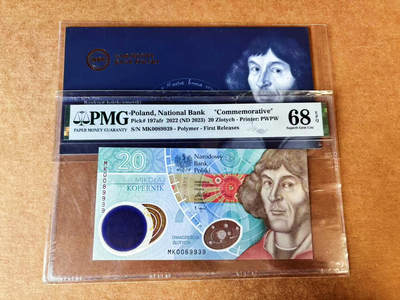 PMG
PAPER MONEY GUARANTY
Poland, National Bank "Commemorative"
Pick# 197afr 2022 (ND 2023) 20 Zlotych - Printer: PWPW
S/N MK0089939 - Polymer - First Releases
68 EPQ
Superb Gem Unc
20
MIKOŁAJ
KOPERNIK
Narodowy
Bank
Polski
MK0089939
DWADZIEŚCIA
ZŁOTYCH
MK0089939